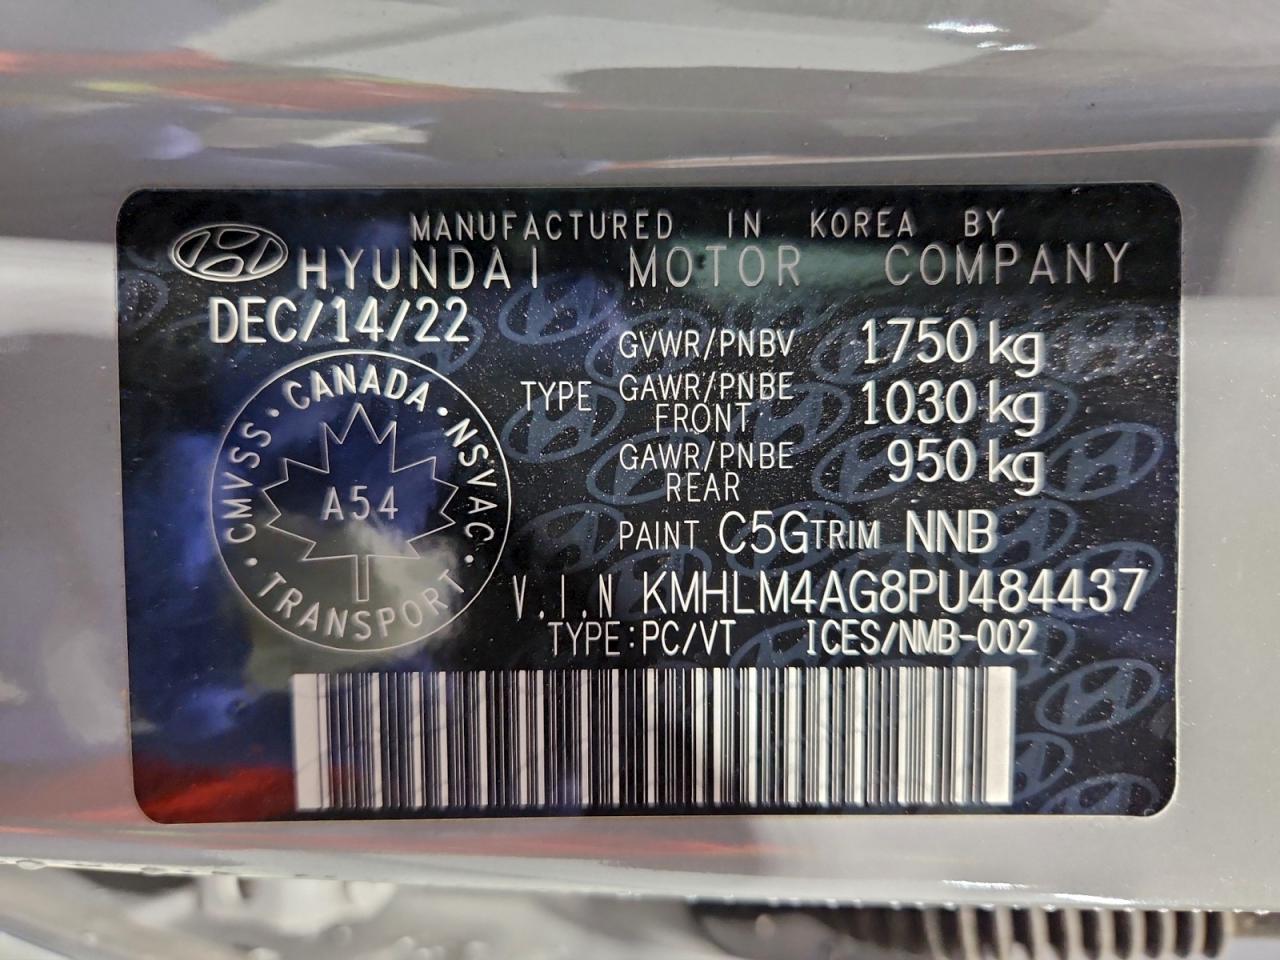 MANUFACTURED IN KOREA BY
HYUNDAI MOTOR COMPANY
DEC/14/22
GVWR/PNBV 1750 kg
TYPE GAWR/PNBE FRONT 1030 kg
GAWR/PNBE REAR 950 kg
CMVSS · CANADA · NSVAC · TRANSPORT ·
A54
PAINT C5G TRIM NNB
V.I.N KMHLM4AG8PU484437
TYPE:PC/VT ICES/NMB-002